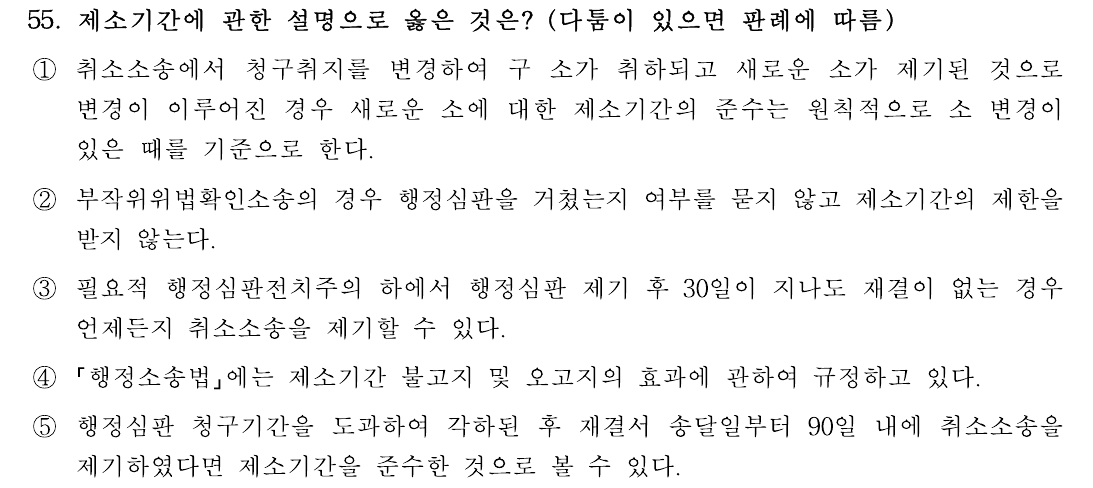 55. 제소기간에 관한 설명으로 옳은 것은? (다툼이 있으면 판례에 따름)
① 취소소송에서 청구취지를 변경하여 구 소가 취하되고 새로운 소가 제기된 것으로
변경이 이루어진 경우 새로운 소에 대한 제소기간의 준수는 원칙적으로 소 변경이
있은 때를 기준으로 한다.
② 부작위위법확인소송의 경우 행정심판을 거쳤는지 여부를 묻지 않고 제소기간의 제한을
받지 않는다.
③ 필요적 행정심판전치주의 하에서 행정심판 제기 후 30일이 지나도 재결이 없는 경우
언제든지 취소소송을 제기할 수 있다.
④ 「행정소송법」에는 제소기간 불고지 및 오고지의 효과에 관하여 규정하고 있다.
⑤ 행정심판 청구기간을 도과하여 각하된 후 재결서 송달일부터 90일 내에 취소소송을
제기하였다면 제소기간을 준수한 것으로 볼 수 있다.